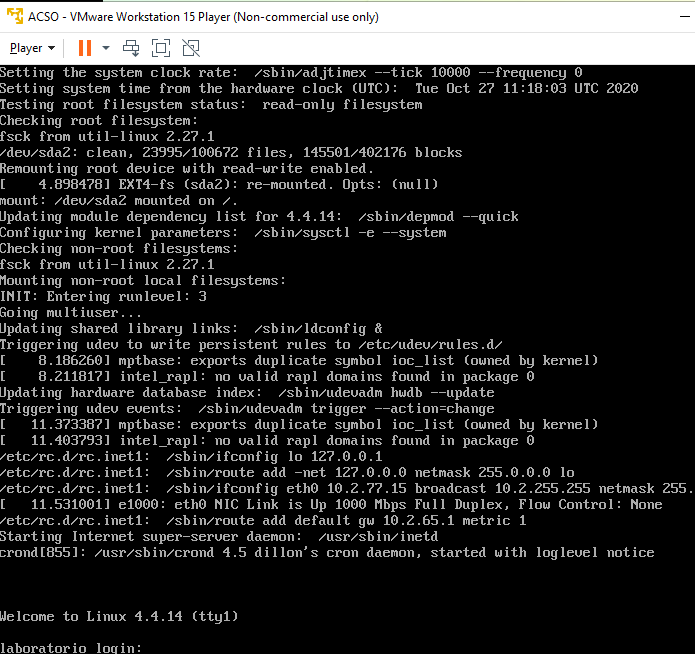 ACSO - VMware Workstation 15 Player (Non-commercial use only)
Player
Setting the system clock rate:  /sbin/adjtimex --tick 10000 --frequency 0
Setting system time from the hardware clock (UTC):  Tue Oct 27 11:18:03 UTC 2020
Testing root filesystem status:  read-only filesystem
Checking root filesystem:
fsck from util-linux 2.27.1
/dev/sda2: clean, 23995/100672 files, 145501/402176 blocks
Remounting root device with read-write enabled.
[    4.898478] EXT4-fs (sda2): re-mounted. Opts: (null)
mount: /dev/sda2 mounted on /.
Updating module dependency list for 4.4.14:  /sbin/depmod --quick
Configuring kernel parameters:  /sbin/sysctl -e --system
Checking non-root filesystems:
fsck from util-linux 2.27.1
Mounting non-root local filesystems:
INIT: Entering runlevel: 3
Going multiuser...
Updating shared library links:  /sbin/ldconfig &
Triggering udev to write persistent rules to /etc/udev/rules.d/
[    8.186260] mptbase: exports duplicate symbol ioc_list (owned by kernel)
[    8.211817] intel_rapl: no valid rapl domains found in package 0
Updating hardware database index:  /sbin/udevadm hwdb --update
Triggering udev events:  /sbin/udevadm trigger --action=change
[   11.373387] mptbase: exports duplicate symbol ioc_list (owned by kernel)
[   11.403793] intel_rapl: no valid rapl domains found in package 0
/etc/rc.d/rc.inet1:  /sbin/ifconfig lo 127.0.0.1
/etc/rc.d/rc.inet1:  /sbin/route add -net 127.0.0.0 netmask 255.0.0.0 lo
/etc/rc.d/rc.inet1:  /sbin/ifconfig eth0 10.2.77.15 broadcast 10.2.255.255 netmask 255.
[   11.531001] e1000: eth0 NIC Link is Up 1000 Mbps Full Duplex, Flow Control: None
/etc/rc.d/rc.inet1:  /sbin/route add default gw 10.2.65.1 metric 1
Starting Internet super-server daemon:  /usr/sbin/inetd
crond[855]: /usr/sbin/crond 4.5 dillon's cron daemon, started with loglevel notice
Welcome to Linux 4.4.14 (tty1)
laboratorio login: